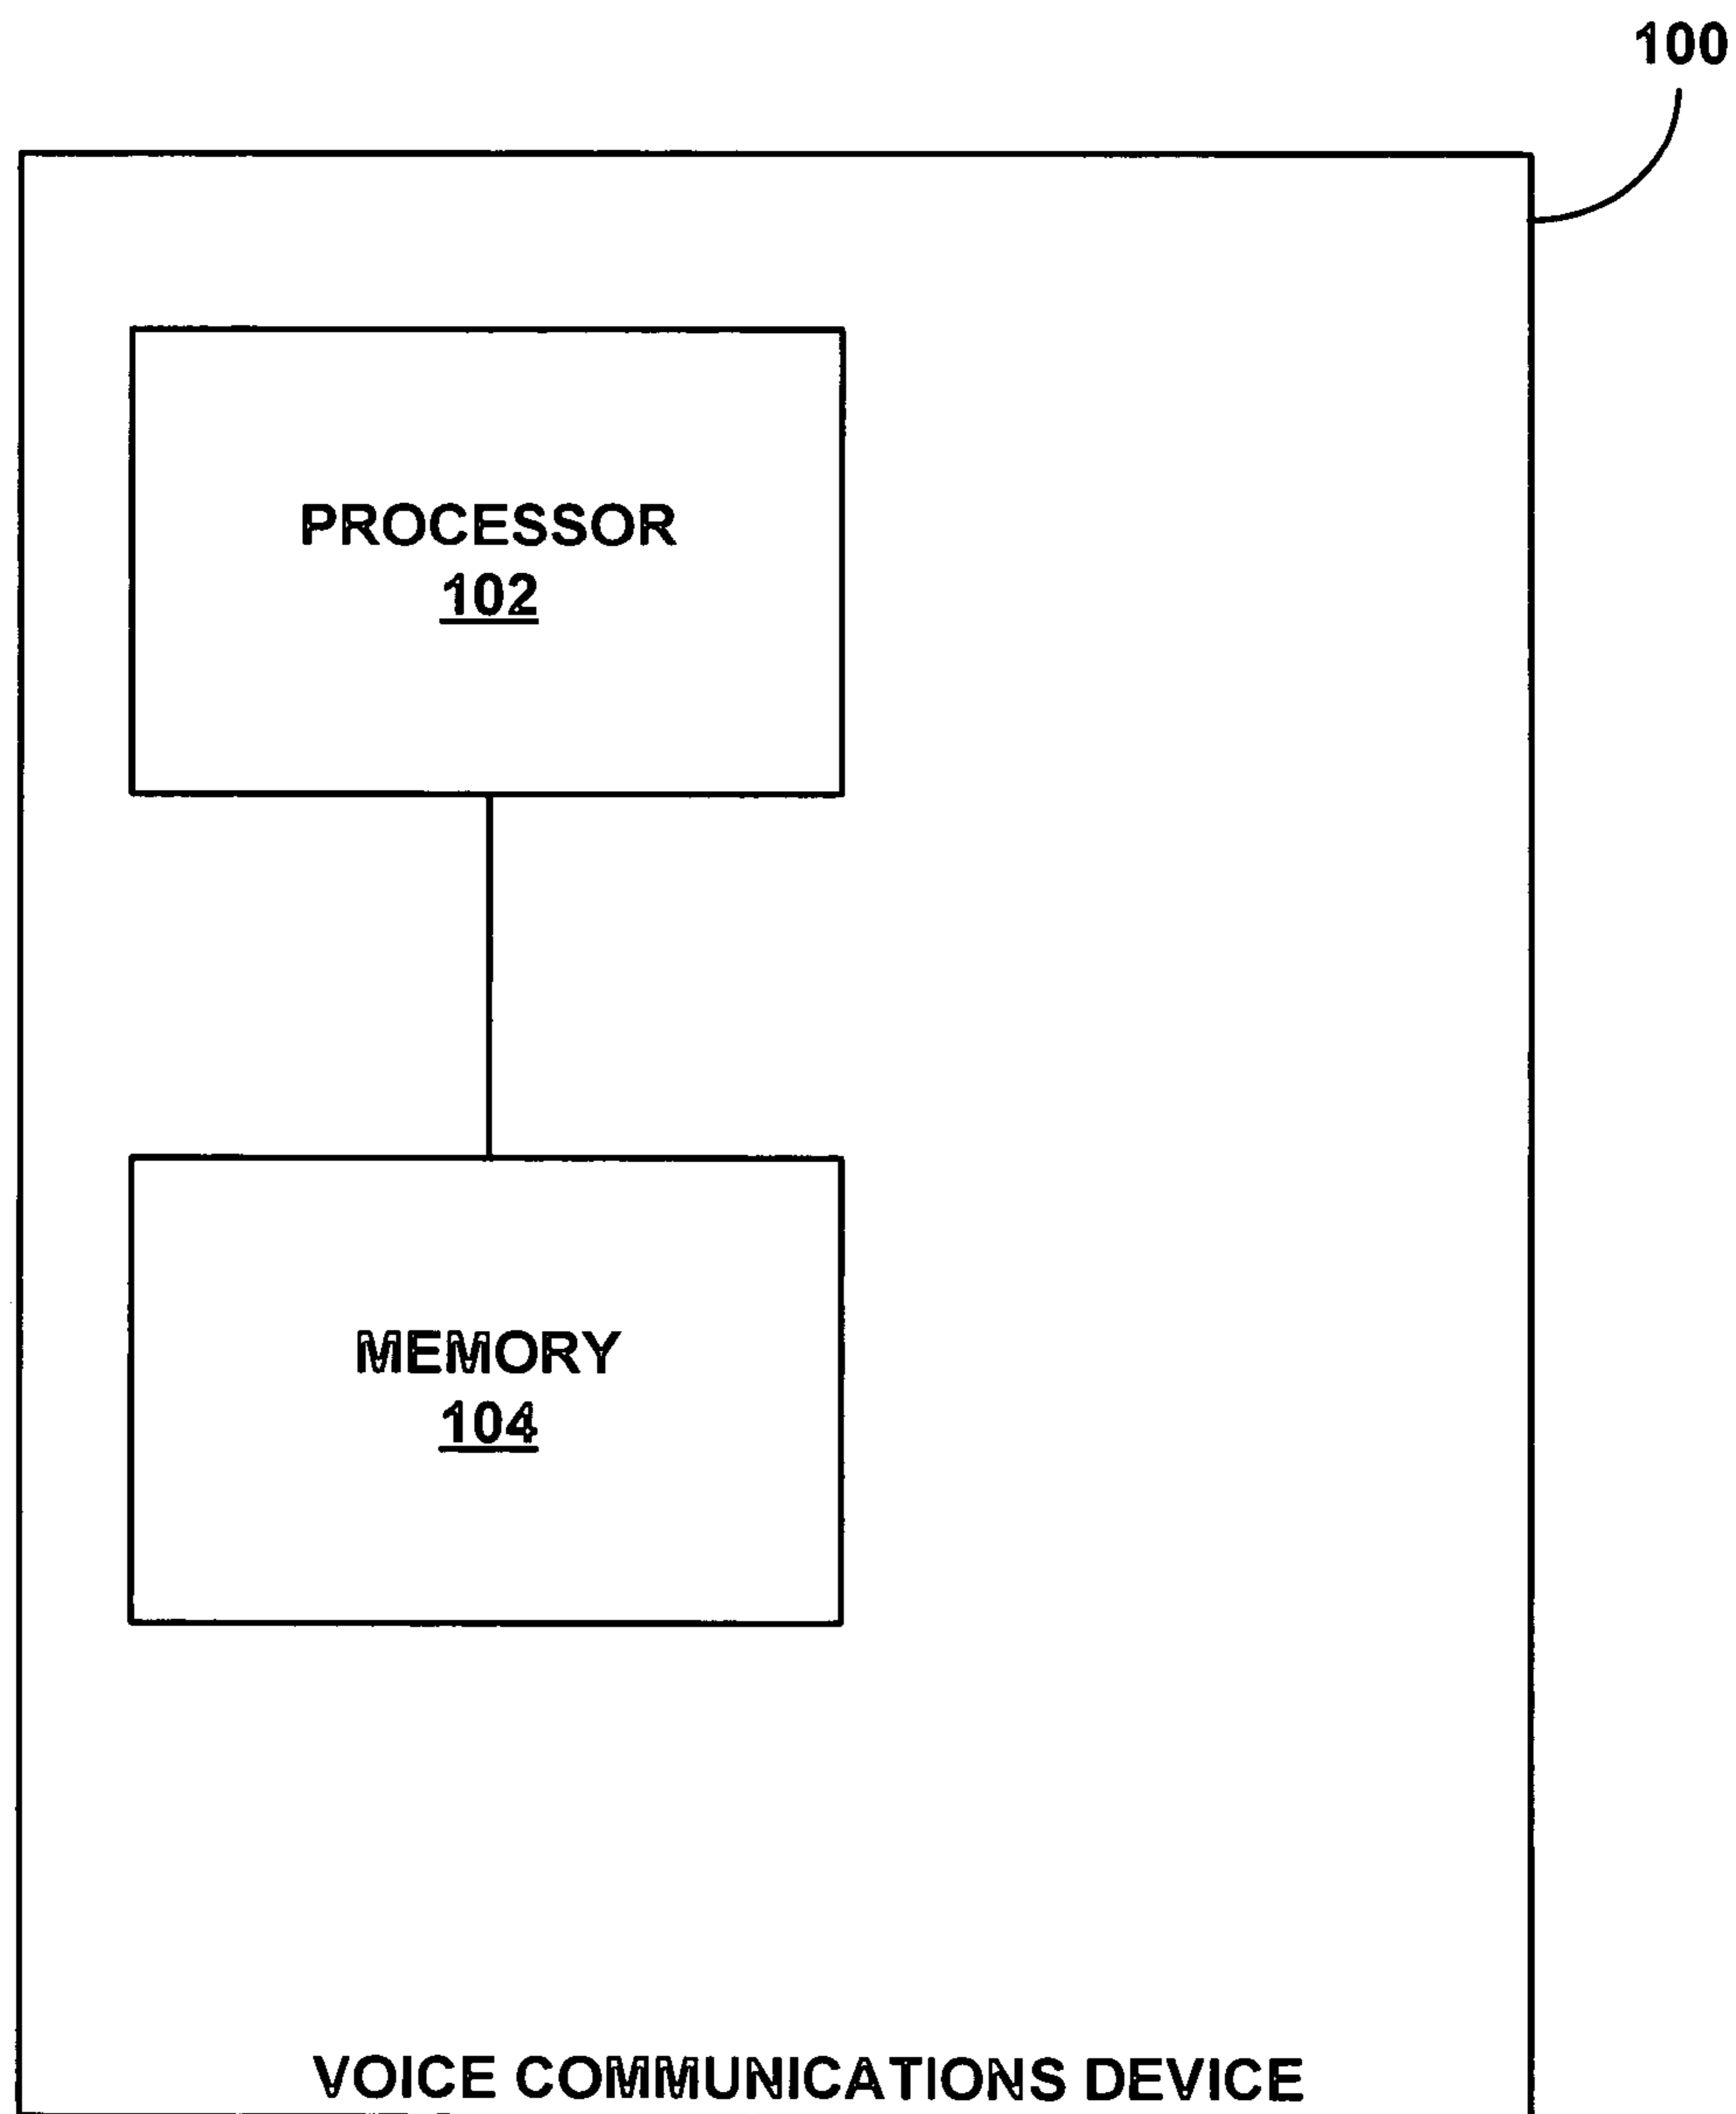 100
PROCESSOR
102
MEMORY
104
VOICE COMMUNICATIONS DEVICE